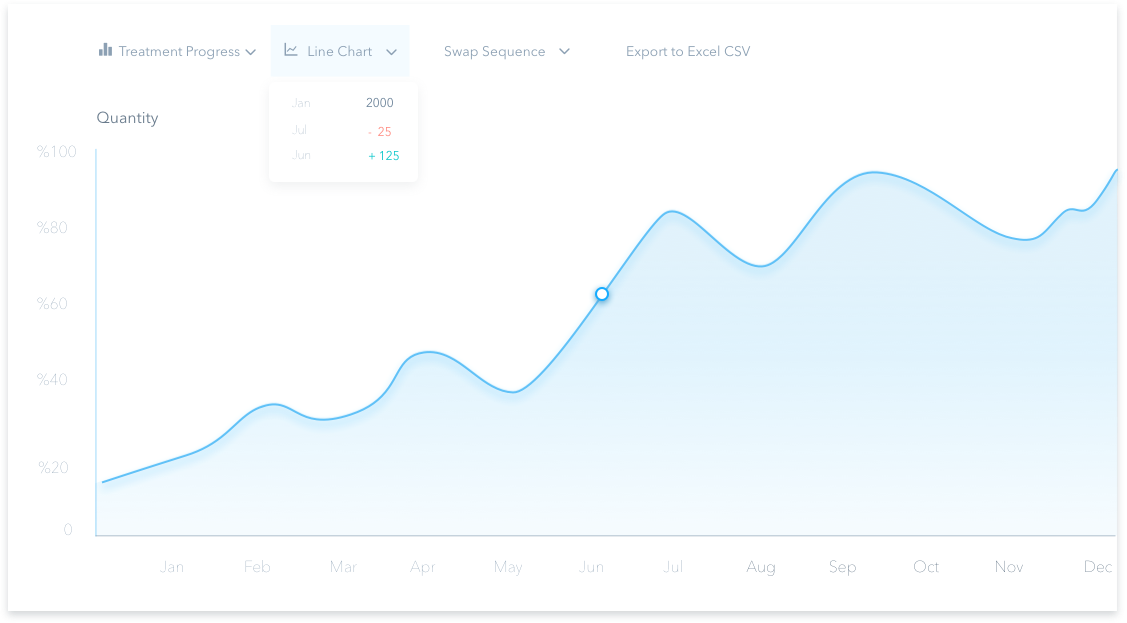 Treatment Progress
Line Chart
Swap Sequence
Export to Excel CSV
Jan 2000
Jul - 25
Jun + 125
Quantity
%100
%80
%60
%40
%20
0
Jan Feb Mar Apr May Jun Jul Aug Sep Oct Nov Dec